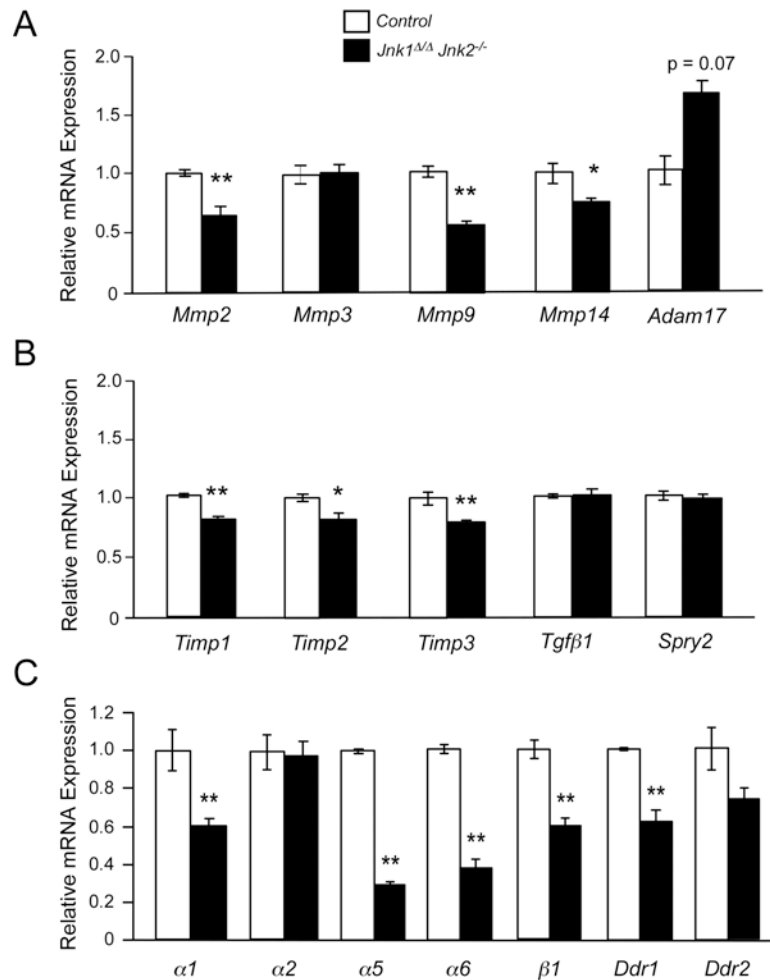 A
Control
Jnk1Δ/Δ Jnk2-/-
Relative mRNA Expression
2.0
1.5
1.0
0.5
0
**
**
*
p = 0.07
Mmp2 Mmp3 Mmp9 Mmp14 Adam17
B
Relative mRNA Expression
2.0
1.5
1.0
0.5
0
** * **
Timp1 Timp2 Timp3 Tgfβ1 Spry2
C
Relative mRNA Expression
1.2
1.0
0.8
0.6
0.4
0.2
0
** ** ** ** **
α1 α2 α5 α6 β1 Ddr1 Ddr2